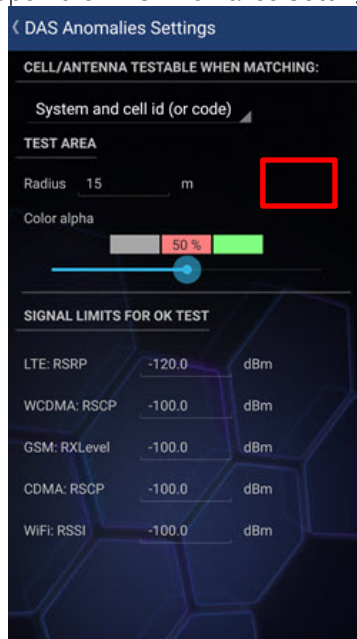 DAS Anomalies Settings
CELL/ANTENNA TESTABLE WHEN MATCHING:
System and cell id (or code)
TEST AREA
Radius 15 m
Color alpha
50 %
SIGNAL LIMITS FOR OK TEST
LTE: RSRP -120.0 dBm
WCDMA: RSCP -100.0 dBm
GSM: RXLevel -100.0 dBm
CDMA: RSCP -100.0 dBm
WiFi: RSSI -100.0 dBm